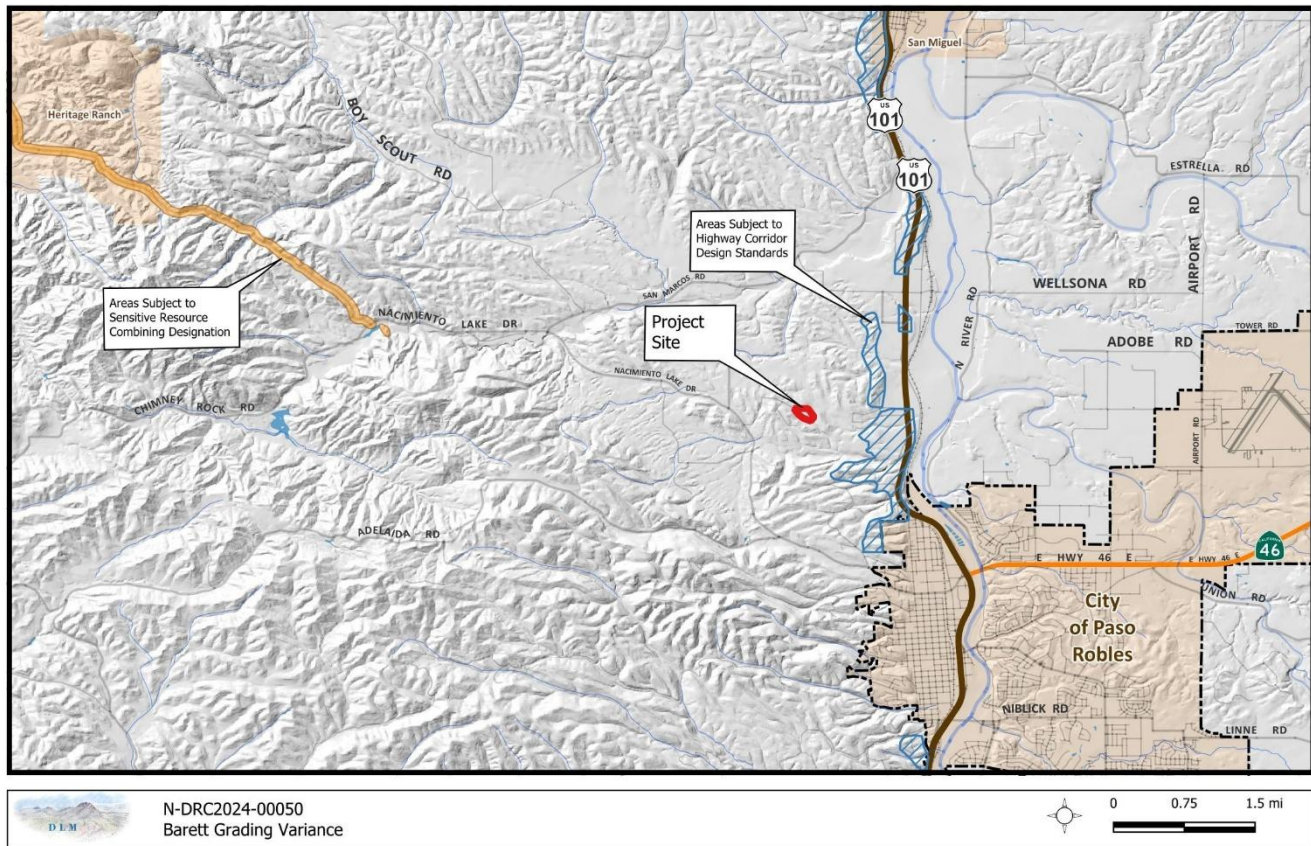 San Miguel
Heritage Ranch
BOY SCOUT RD
US
101
US
101
ESTRELLA RD
AIRPORT RD
Areas Subject to
Highway Corridor
Design Standards
Areas Subject to
Sensitive Resource
Combining Designation
SAN MARCOS RD
WELLSONA RD
N RIVER RD
NACIMIENTO LAKE DR
Project
Site
TOWER RD
ADOBE RD
NACIMIENTO LAKE DR
CHIMNEY ROCK RD
AIRPORT RD
ADELAIDA RD
E HWY 46 E
E HWY 46 E
CALIFORNIA
46
UNION RD
City
of Paso
Robles
NIBLICK RD
LINNE RD
DLM
N-DRC2024-00050
Barett Grading Variance
0 0.75 1.5 mi